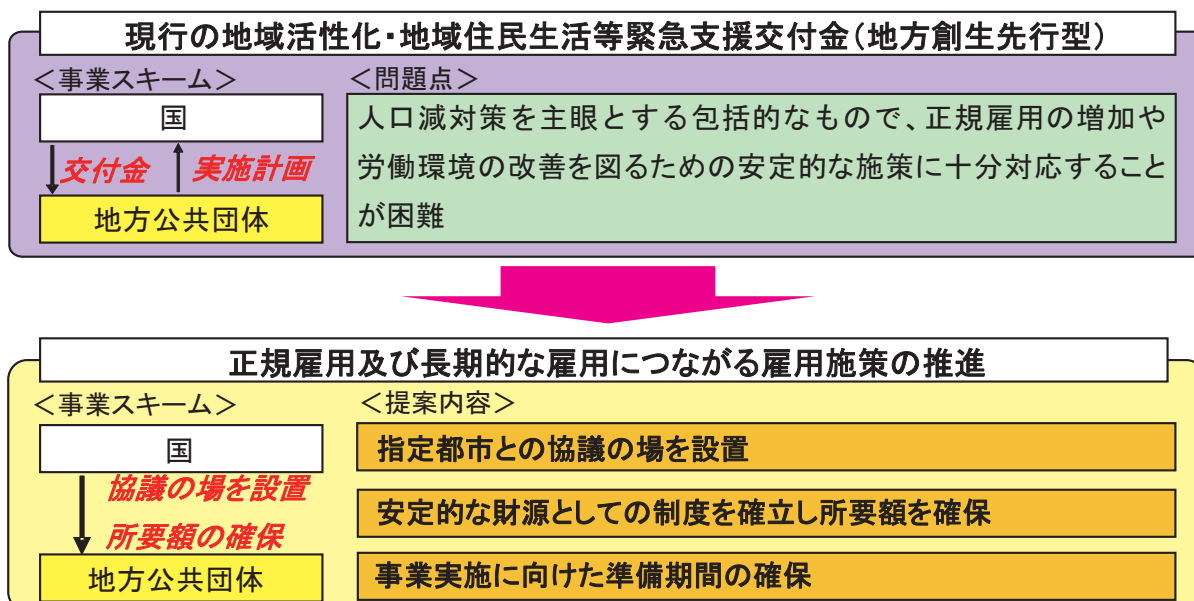 現行の地域活性化・地域住民生活等緊急支援交付金（地方創生先行型）
＜事業スキーム＞
国
交付金 実施計画
地方公共団体
＜問題点＞
人口減対策を主眼とする包括的なもので、正規雇用の増加や
労働環境の改善を図るための安定的な施策に十分対応すること
が困難
正規雇用及び長期的な雇用につながる雇用施策の推進
＜事業スキーム＞
国
協議の場を設置
所要額の確保
地方公共団体
＜提案内容＞
指定都市との協議の場を設置
安定的な財源としての制度を確立し所要額を確保
事業実施に向けた準備期間の確保